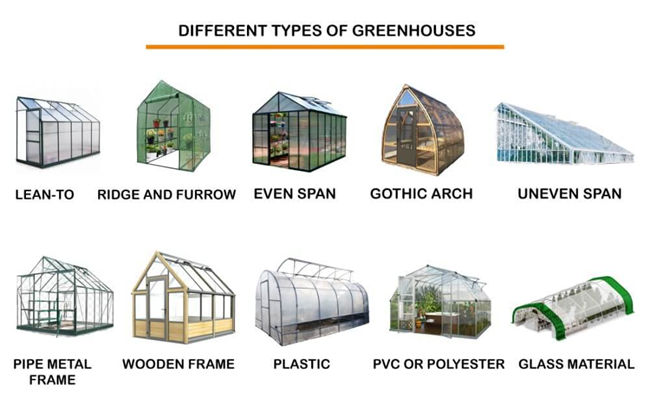 DIFFERENT TYPES OF GREENHOUSES
LEAN-TO
RIDGE AND FURROW
EVEN SPAN
GOTHIC ARCH
UNEVEN SPAN
PIPE METAL
FRAME
WOODEN FRAME
PLASTIC
PVC OR POLYESTER
GLASS MATERIAL